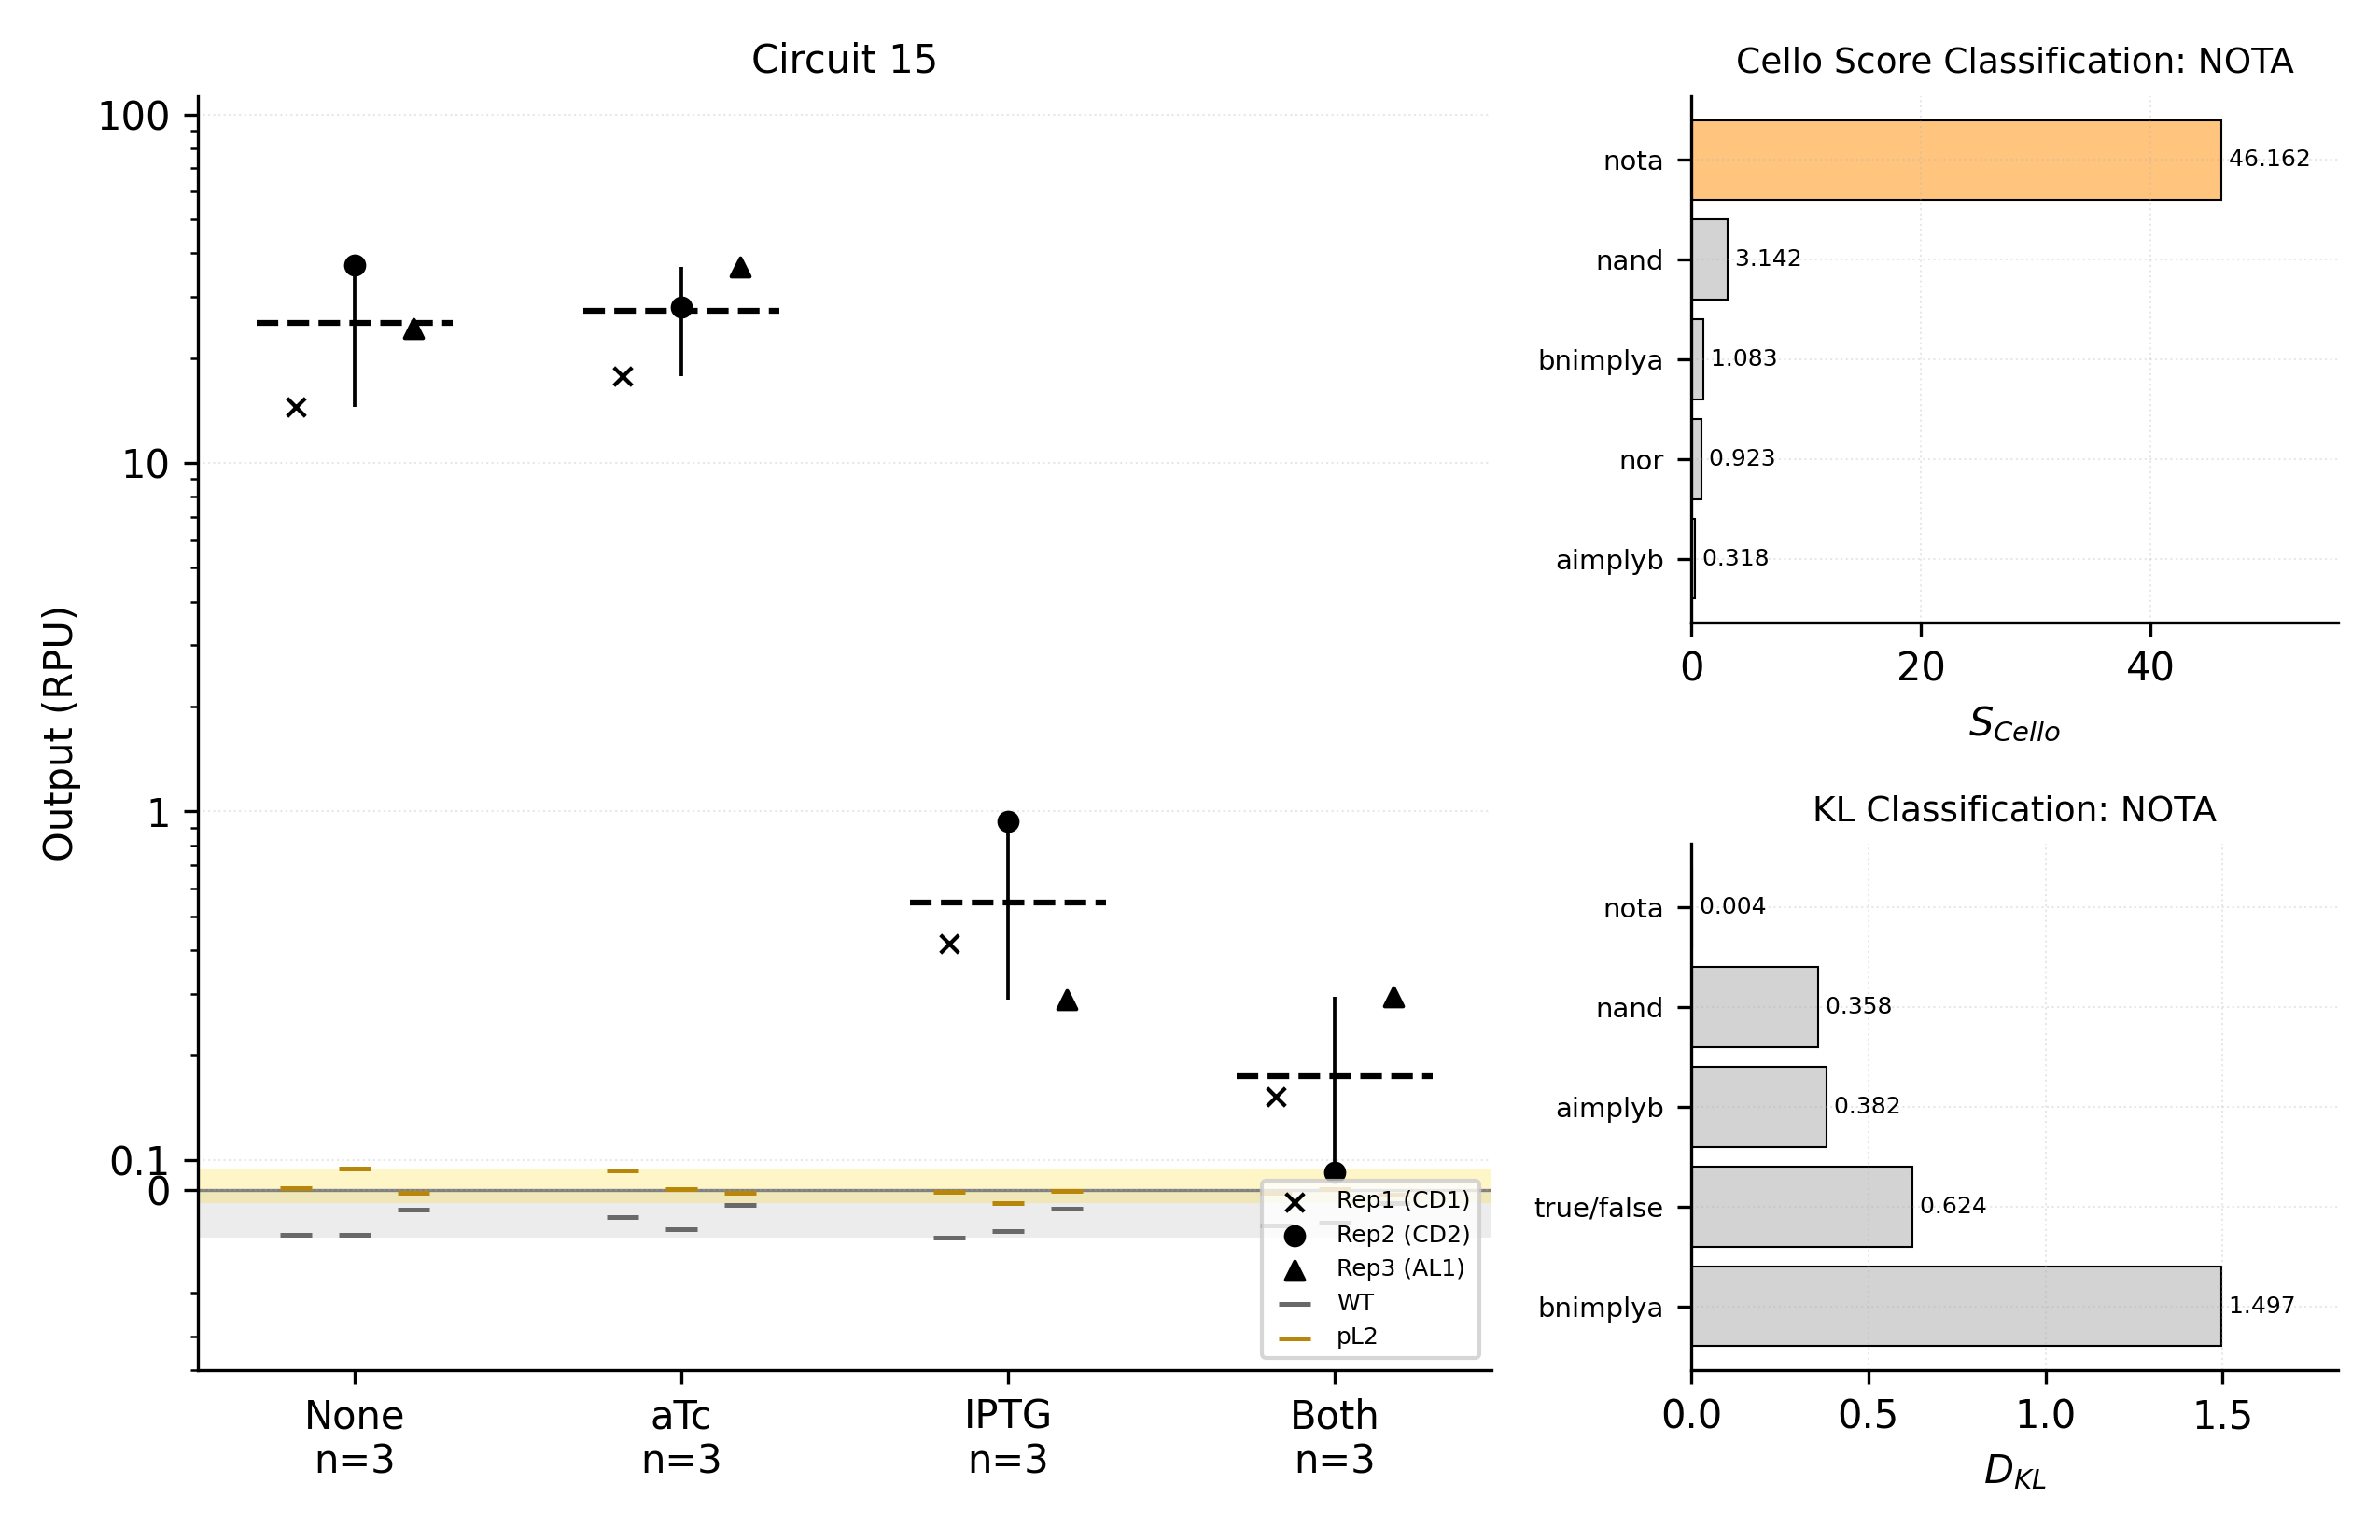 Circuit 15
Output (RPU)
100
10
1
0.1
0
None
n=3
aTc
n=3
IPTG
n=3
Both
n=3
Rep1 (CD1)
Rep2 (CD2)
Rep3 (AL1)
WT
pL2
Cello Score Classification: NOTA
nota
46.162
nand
3.142
bnimplya
1.083
nor
0.923
aimplyb
0.318
0
20
40
S_Cello
KL Classification: NOTA
nota
0.004
nand
0.358
aimplyb
0.382
true/false
0.624
bnimplya
1.497
0.0
0.5
1.0
1.5
D_KL